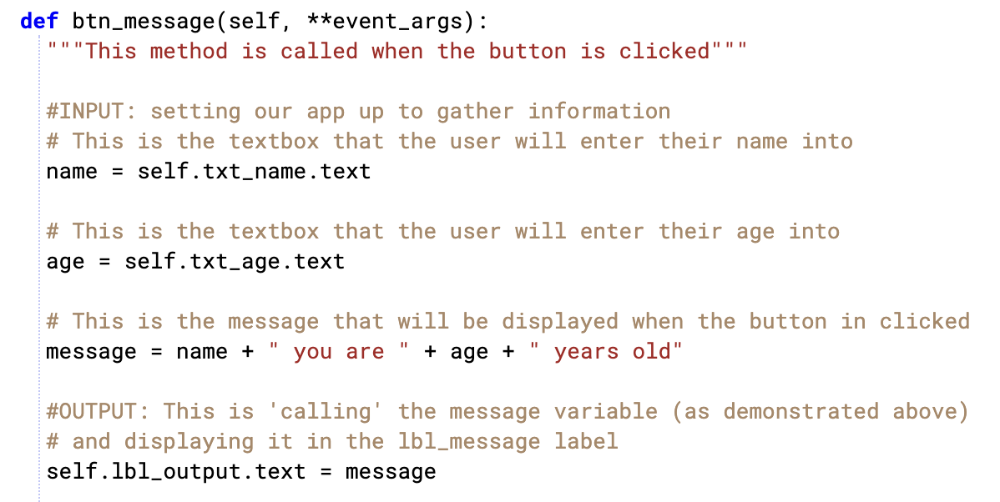 def btn_message(self, **event_args):
"""This method is called when the button is clicked"""
#INPUT: setting our app up to gather information
# This is the textbox that the user will enter their name into
name = self.txt_name.text
# This is the textbox that the user will enter their age into
age = self.txt_age.text
# This is the message that will be displayed when the button in clicked
message = name + " you are " + age + " years old"
#OUTPUT: This is 'calling' the message variable (as demonstrated above)
# and displaying it in the lbl_message label
self.lbl_output.text = message